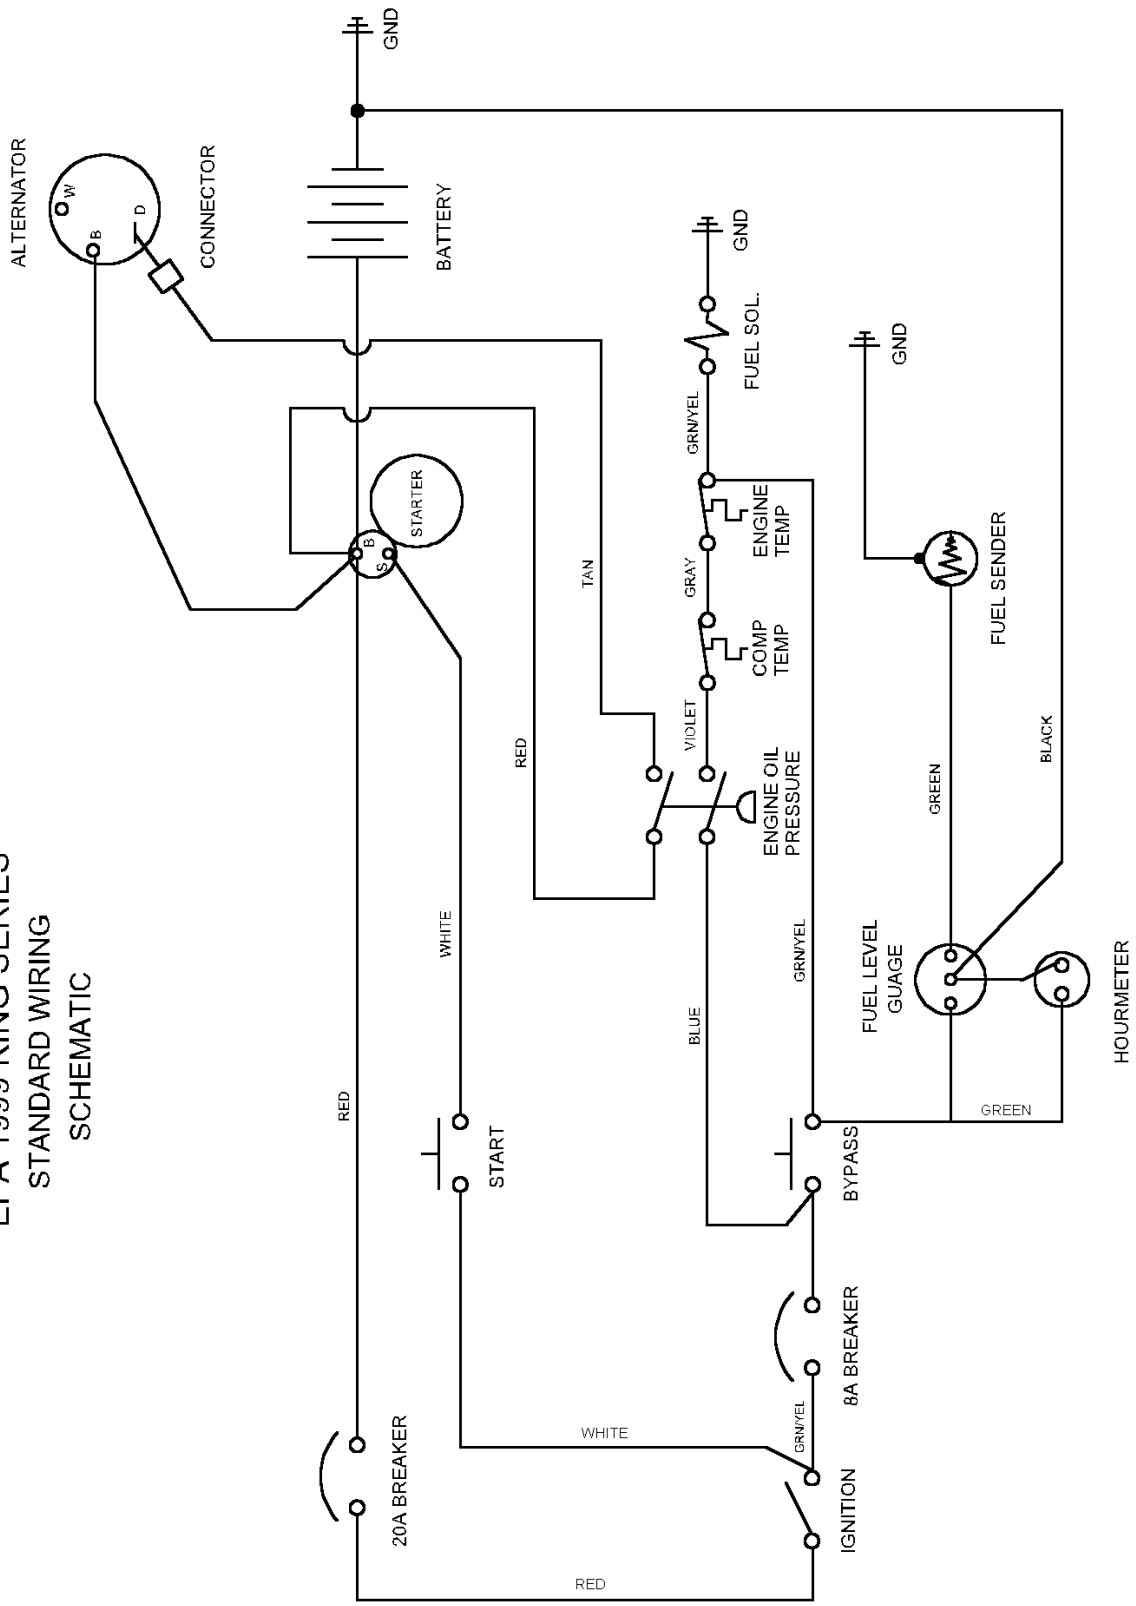 SERIES
STANDARD WIRING
SCHEMATIC
ALTERNATOR
W
B
D
CONNECTOR
GND
RED
BATTERY
20A BREAKER
B
S
STARTER
WHITE
START
RED
TAN
RED
WHITE
BLUE
VIOLET
GRAY
GRN/YEL
ENGINE OIL
PRESSURE
COMP
TEMP
ENGINE
TEMP
FUEL SOL.
GND
GRN/YEL
GRN/YEL
IGNITION
8A BREAKER
BYPASS
FUEL LEVEL
GUAGE
GND
GREEN
FUEL SENDER
GREEN
BLACK
HOURMETER